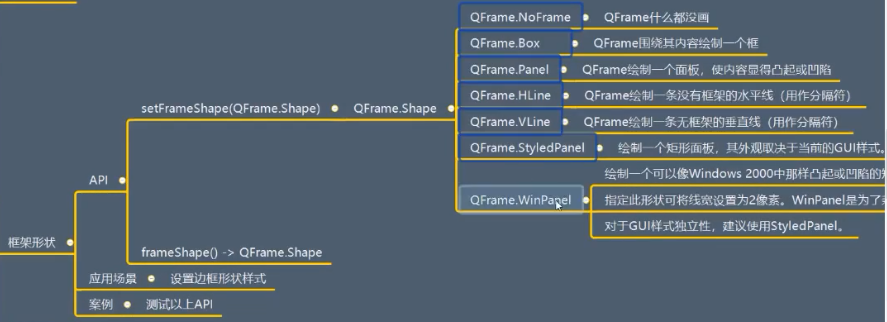 QFrame.NoFrame
QFrame什么都没画
QFrame.Box
QFrame围绕其内容绘制一个框
QFrame.Panel
QFrame绘制一个面板，使内容显得凸起或凹陷
setFrameShape(QFrame.Shape)
QFrame.Shape
QFrame.HLine
QFrame绘制一条没有框架的水平线（用作分隔符）
QFrame.VLine
QFrame绘制一条无框架的垂直线（用作分隔符）
QFrame.StyledPanel
绘制一个矩形面板，其外观取决于当前的GUI样式。
API
绘制一个可以像Windows 2000中那样凸起或凹陷的
QFrame.WinPanel
指定此形状可将线宽设置为2像素。WinPanel是为了
对于GUI样式独立性，建议使用StyledPanel。
框架形状
frameShape() -> QFrame.Shape
应用场景
设置边框形状样式
案例
测试以上API